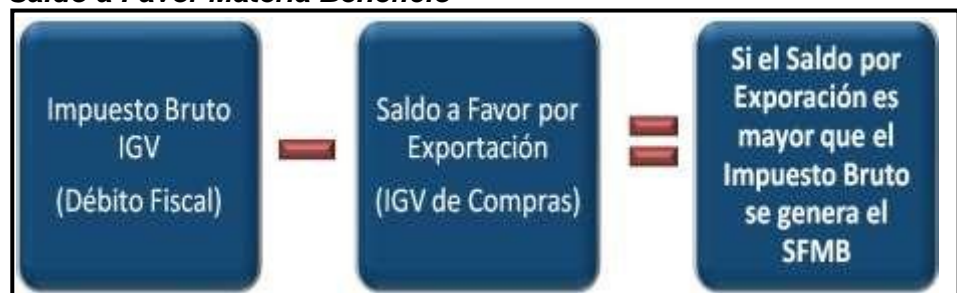 Saldo a Favor Materia Beneficio
Impuesto Bruto
IGV
(Débito Fiscal)
Saldo a Favor por
Exportación
(IGV de Compras)
Si el Saldo por
Exporación es
mayor que el
Impuesto Bruto
se genera el
SFMB